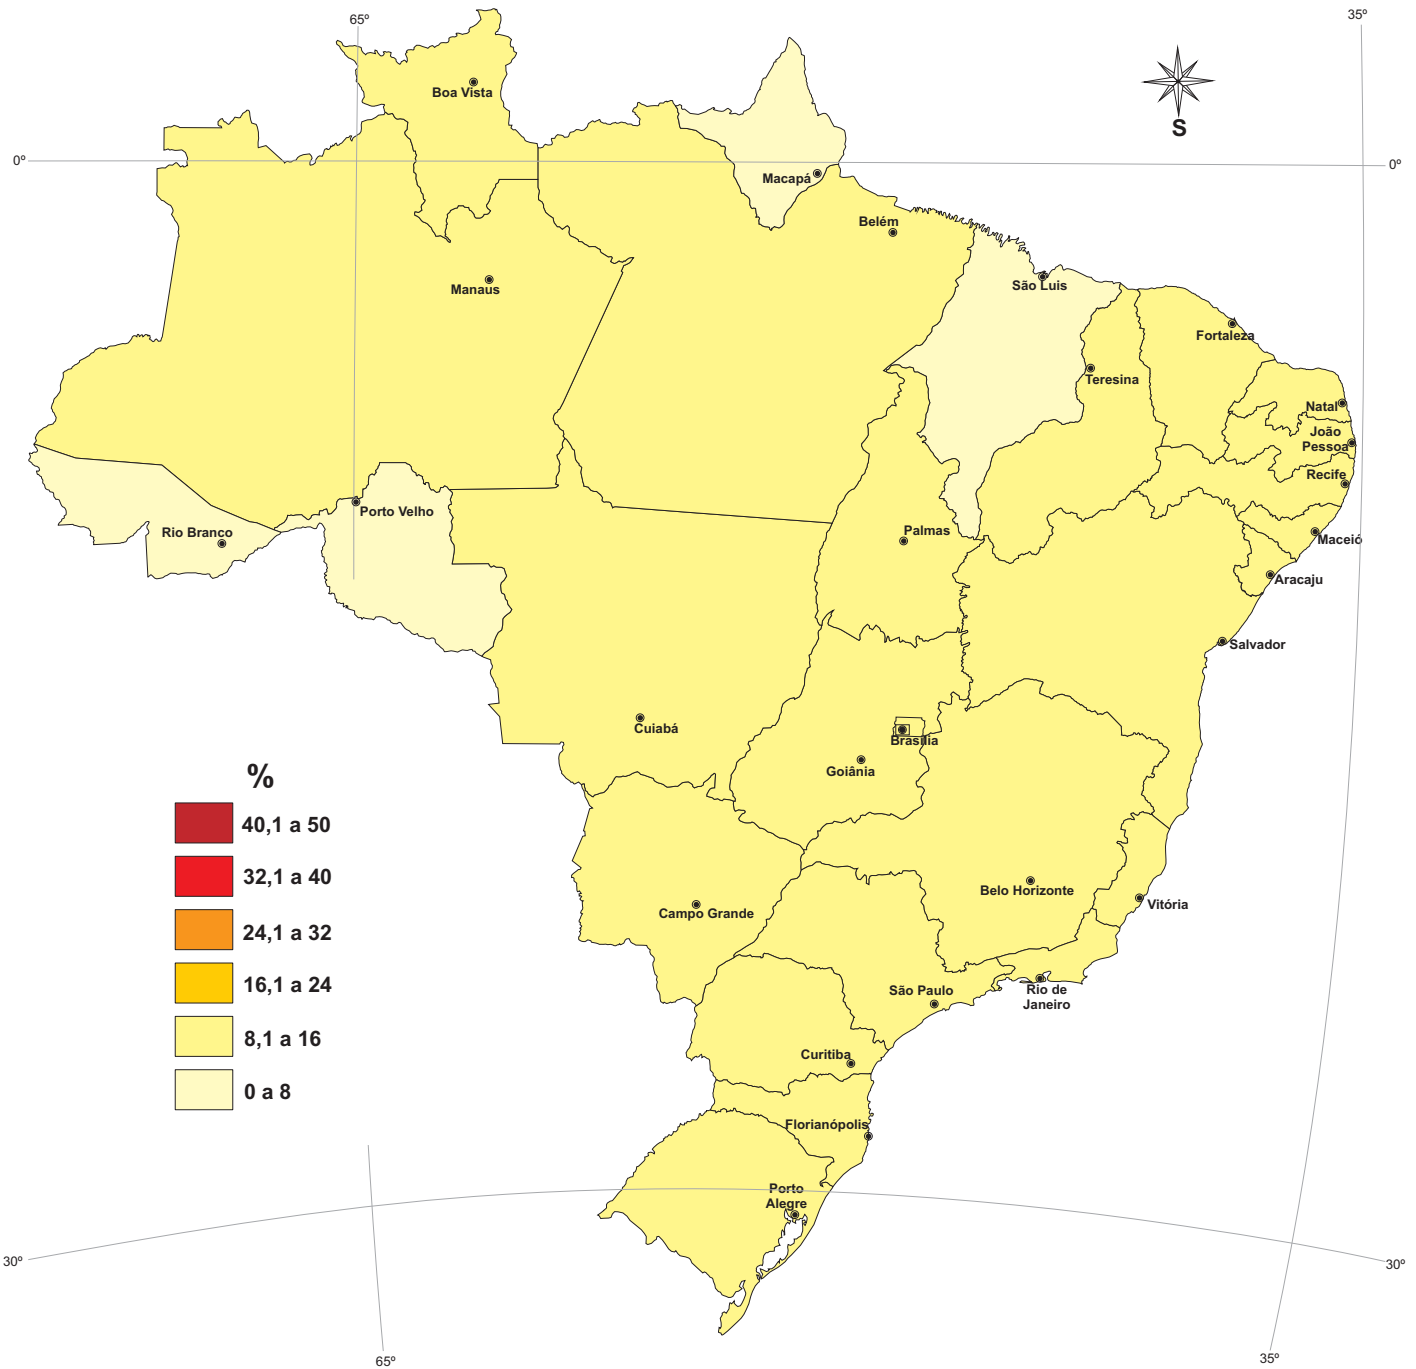 65º
35º
Boa Vista
S
0º
0º
Macapá
Belém
São Luis
Manaus
Fortaleza
Teresina
Natal
João
Pessoa
Recife
Porto Velho
Rio Branco
Palmas
Maceió
Aracaju
Salvador
Cuiabá
Brasília
Goiânia
%
40,1 a 50
32,1 a 40
24,1 a 32
16,1 a 24
8,1 a 16
0 a 8
Belo Horizonte
Campo Grande
Vitória
São Paulo
Rio de
Janeiro
Curitiba
Florianópolis
Porto
Alegre
30º
30º
65º
35º